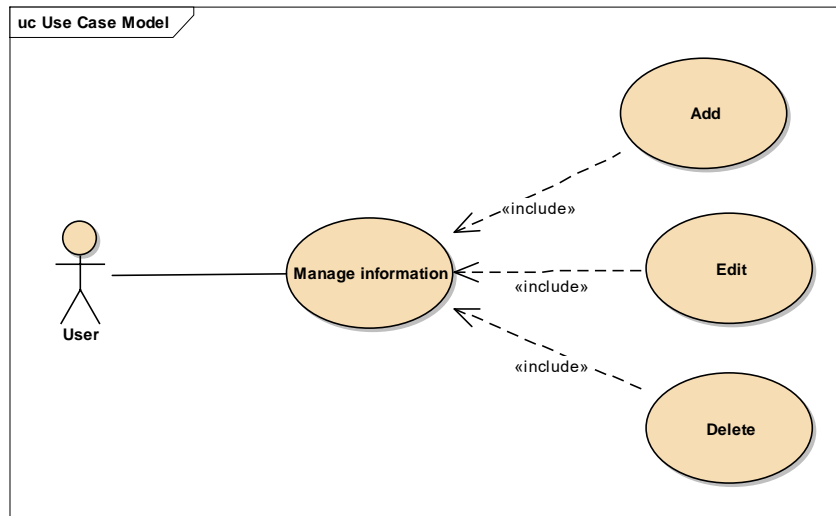 uc Use Case Model
Add
«include»
User
Manage information
«include»
Edit
«include»
Delete